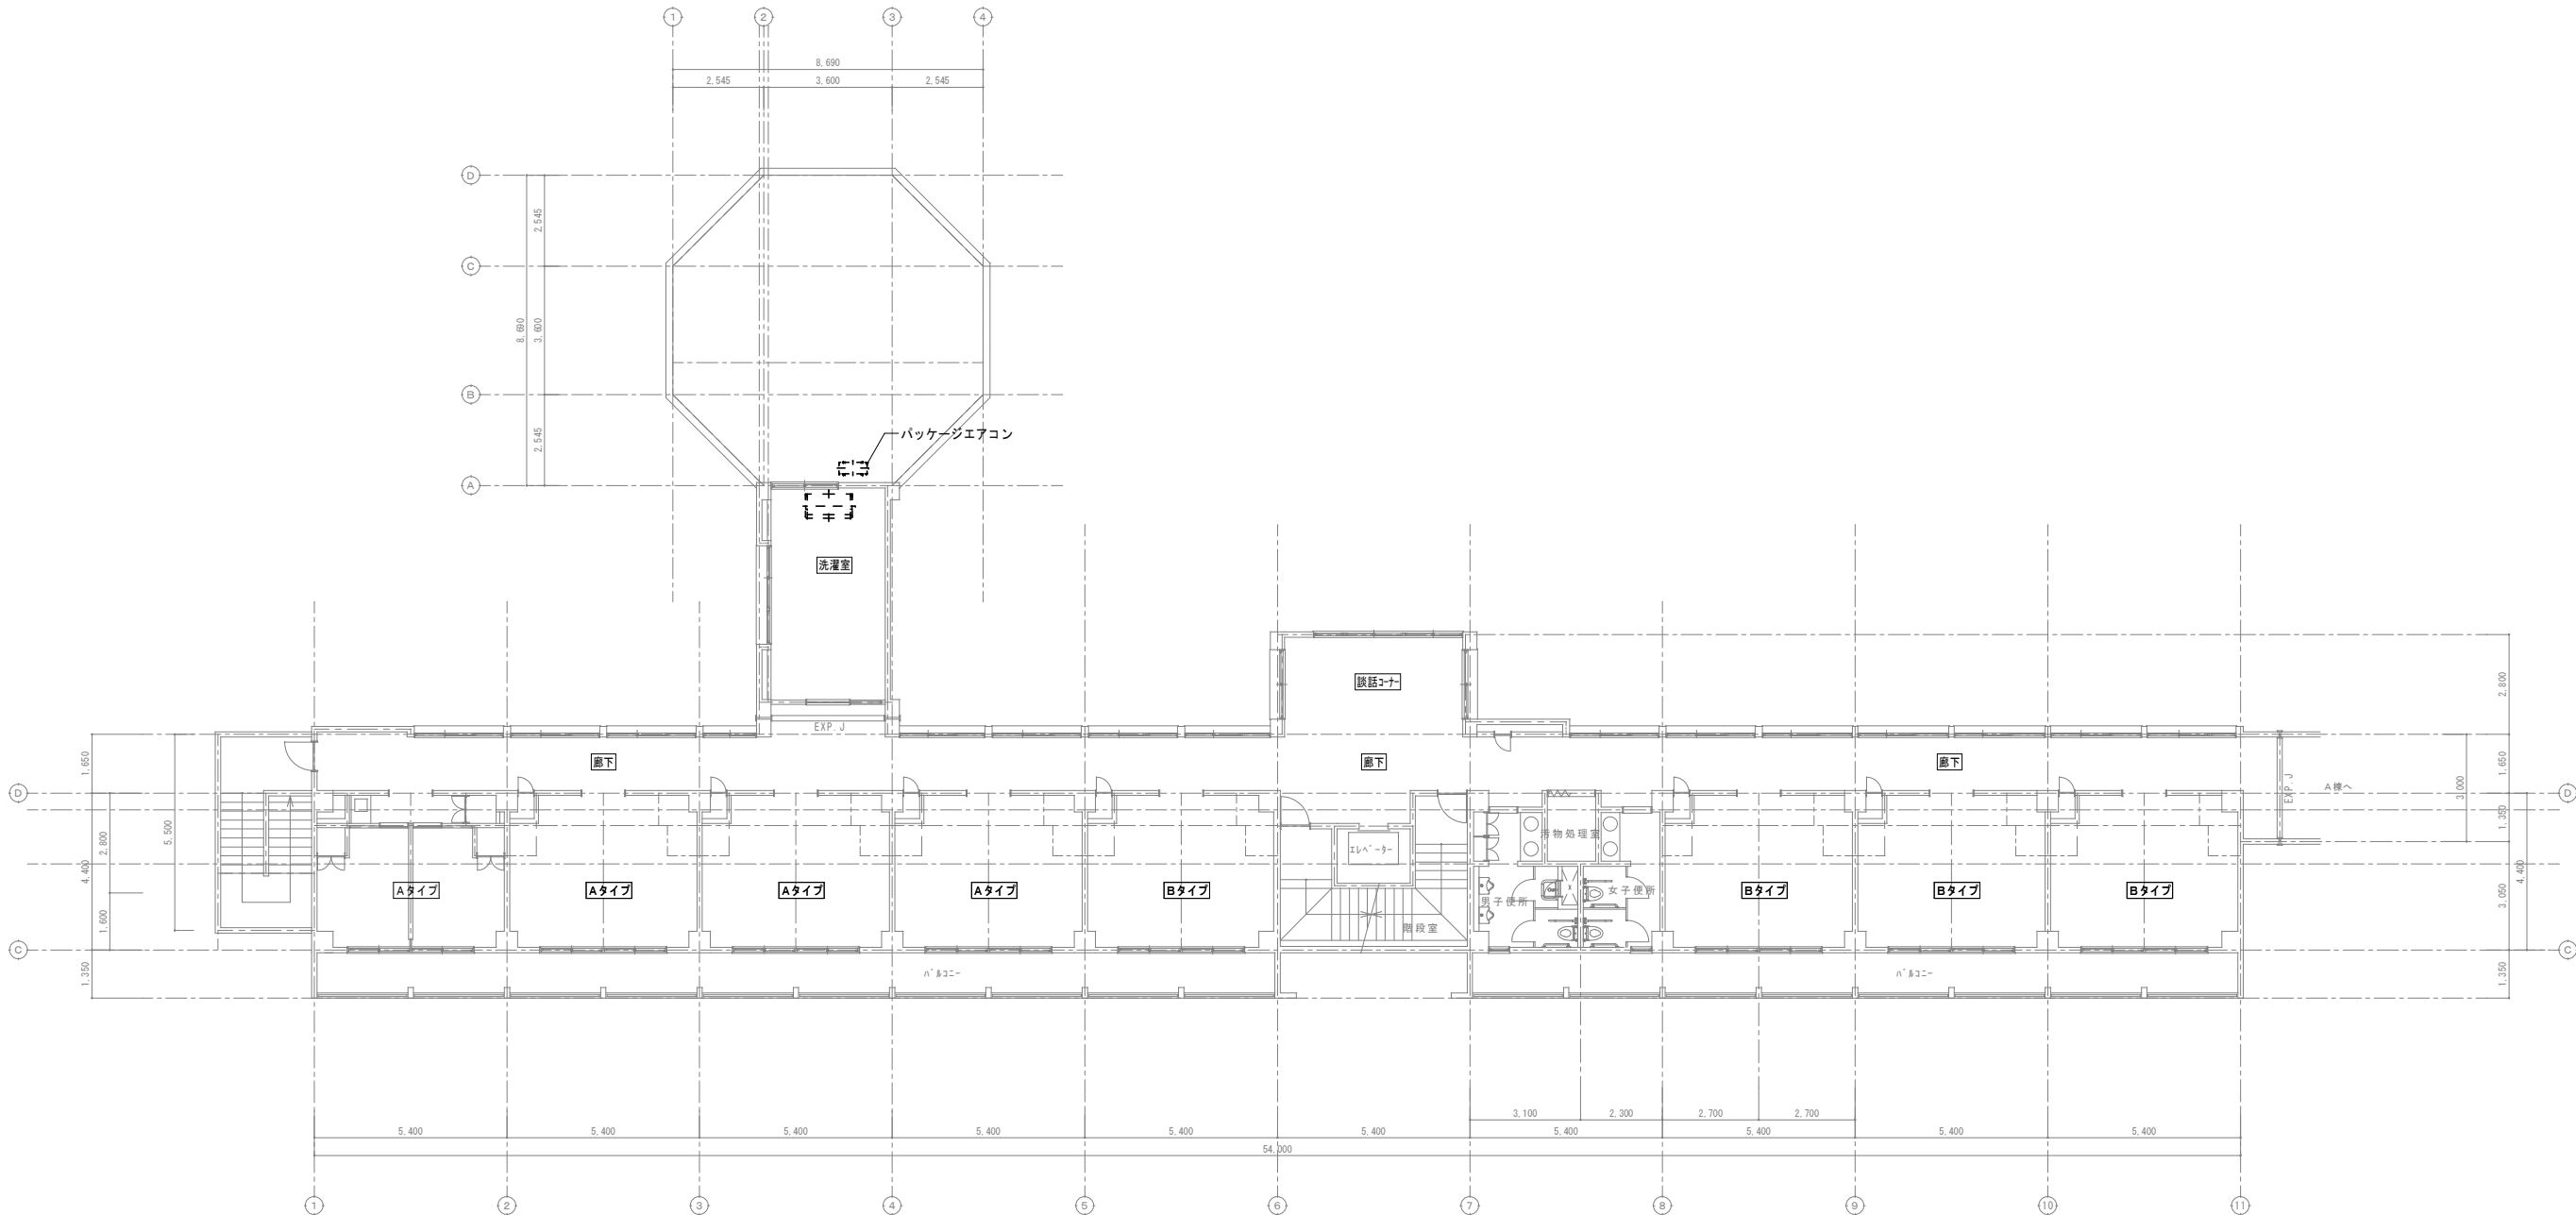 1 2 3 4
8,690
2,545 3,600 2,545
D
2,545
C
8,690 3,600
B
2,545
パッケージエアコン
A
洗濯室
談話コーナー
2,800
EXP.J
1,650 廊下 廊下 廊下 1,650
5,500
3,000
EXP.J
A棟へ
D D
2,800
1,350
汚物処理室
エレベーター
4,400
4,400
Aタイプ Aタイプ Aタイプ Aタイプ Bタイプ 女子便所 Bタイプ Bタイプ Bタイプ
男子便所
3,050
1,600
階段室
C C
バルコニー バルコニー
1,350 1,350
3,100 2,300 2,700 2,700
5,400 5,400 5,400 5,400 5,400 5,400 5,400 5,400 5,400 5,400
54,000
1 2 3 4 5 6 7 8 9 10 11